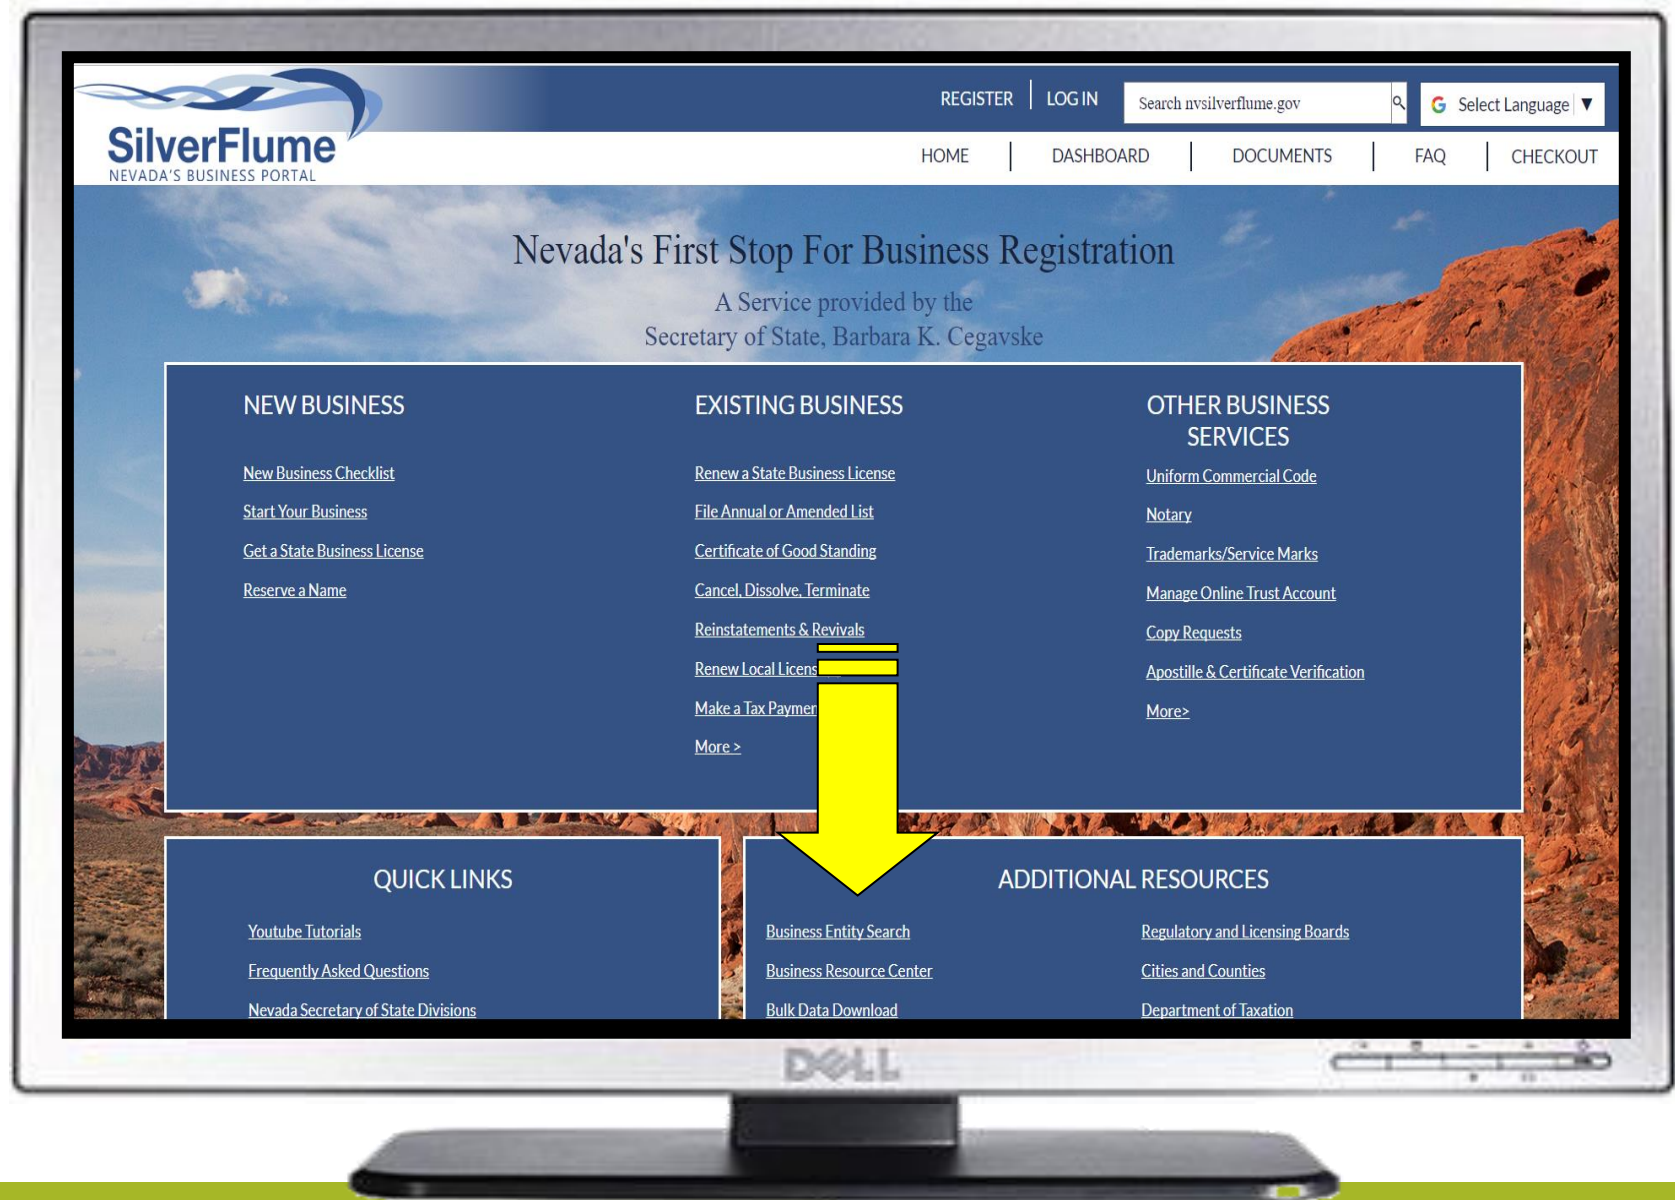 REGISTER
LOG IN
Search nvsilverflume.gov
G Select Language ▼
SilverFlume
NEVADA'S BUSINESS PORTAL
HOME
DASHBOARD
DOCUMENTS
FAQ
CHECKOUT
Nevada's First Stop For Business Registration
A Service provided by the
Secretary of State, Barbara K. Cegavske
NEW BUSINESS
New Business Checklist
Start Your Business
Get a State Business License
Reserve a Name
EXISTING BUSINESS
Renew a State Business License
File Annual or Amended List
Certificate of Good Standing
Cancel, Dissolve, Terminate
Reinstatements & Revivals
Renew Local
Make a Tax
More >
OTHER BUSINESS
SERVICES
Uniform Commercial Code
Notary
Trademarks/Service Marks
Manage Online Trust Account
Copy Requests
Apostille & Certificate Verification
More>
QUICK LINKS
Youtube Tutorials
Frequently Asked Questions
Nevada Secretary of State Divisions
ADDITIONAL RESOURCES
Business Entity Search
Business Resource Center
Bulk Data Download
Regulatory and Licensing Boards
Cities and Counties
Department of Taxation
DELL